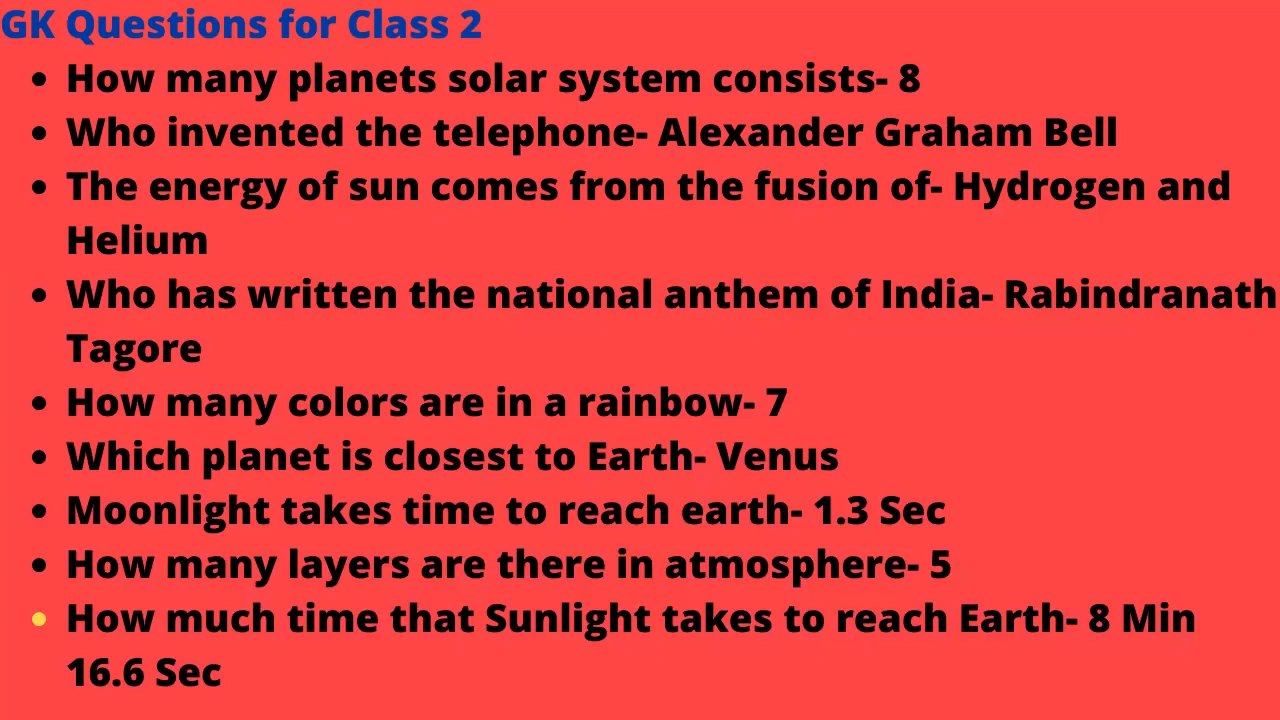 GK Questions for Class 2
• How many planets solar system consists- 8
• Who invented the telephone- Alexander Graham Bell
• The energy of sun comes from the fusion of- Hydrogen and
Helium
• Who has written the national anthem of India- Rabindranath
Tagore
• How many colors are in a rainbow- 7
• Which planet is closest to Earth- Venus
• Moonlight takes time to reach earth- 1.3 Sec
• How many layers are there in atmosphere- 5
• How much time that Sunlight takes to reach Earth- 8 Min
16.6 Sec